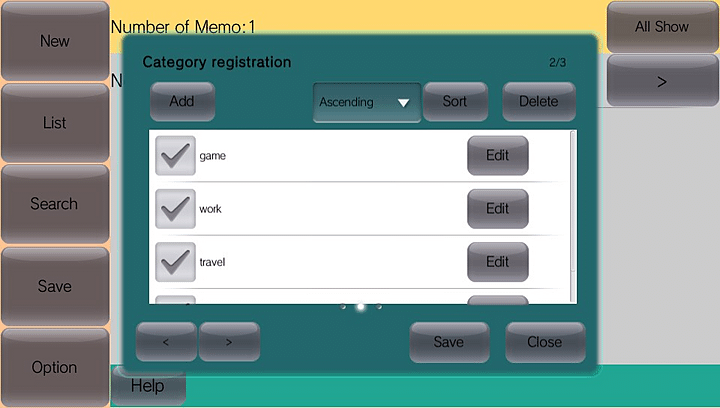 New
List
Search
Save
Option
Number of Memo:1
N
All Show
>
Category registration
2/3
Add
Ascending
Sort
Delete
game
Edit
work
Edit
travel
Edit
<
>
Save
Close
Help